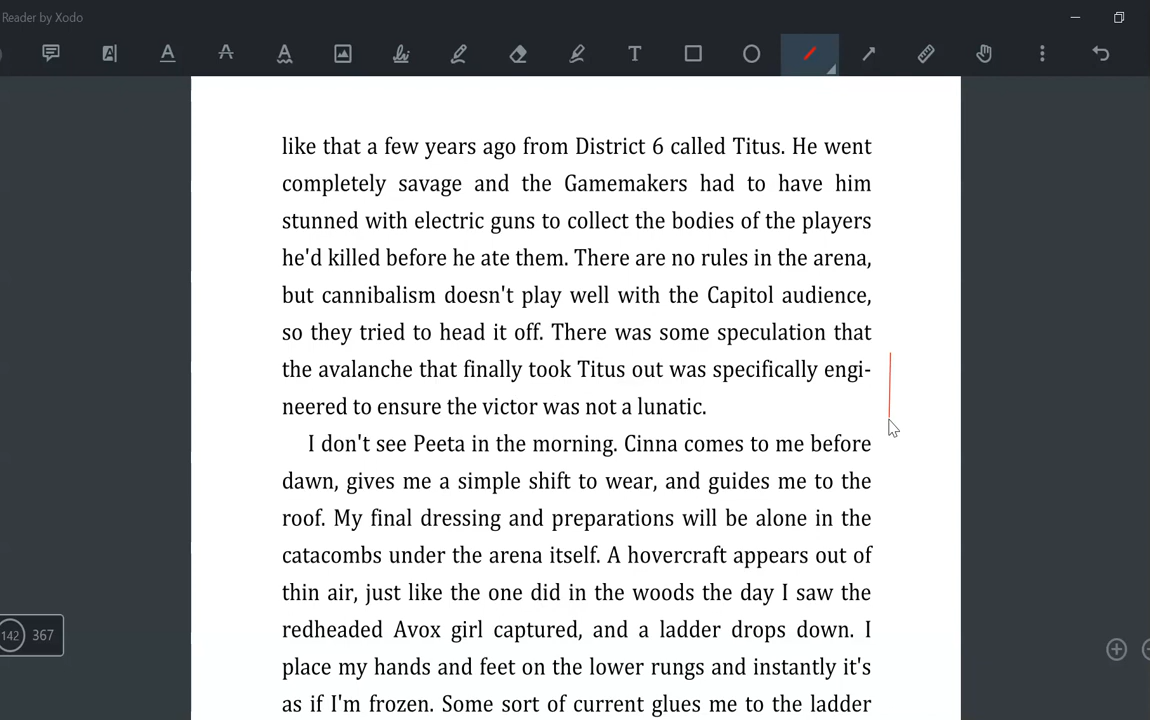 Reader by Xodo
T
like that a few years ago from District 6 called Titus. He went
completely savage and the Gamemakers had to have him
stunned with electric guns to collect the bodies of the players
he'd killed before he ate them. There are no rules in the arena,
but cannibalism doesn't play well with the Capitol audience,
so they tried to head it off. There was some speculation that
the avalanche that finally took Titus out was specifically engi-
neered to ensure the victor was not a lunatic.
I don't see Peeta in the morning. Cinna comes to me before
dawn, gives me a simple shift to wear, and guides me to the
roof. My final dressing and preparations will be alone in the
catacombs under the arena itself. A hovercraft appears out of
thin air, just like the one did in the woods the day I saw the
redheaded Avox girl captured, and a ladder drops down. I
place my hands and feet on the lower rungs and instantly it's
as if I'm frozen. Some sort of current glues me to the ladder
142 367